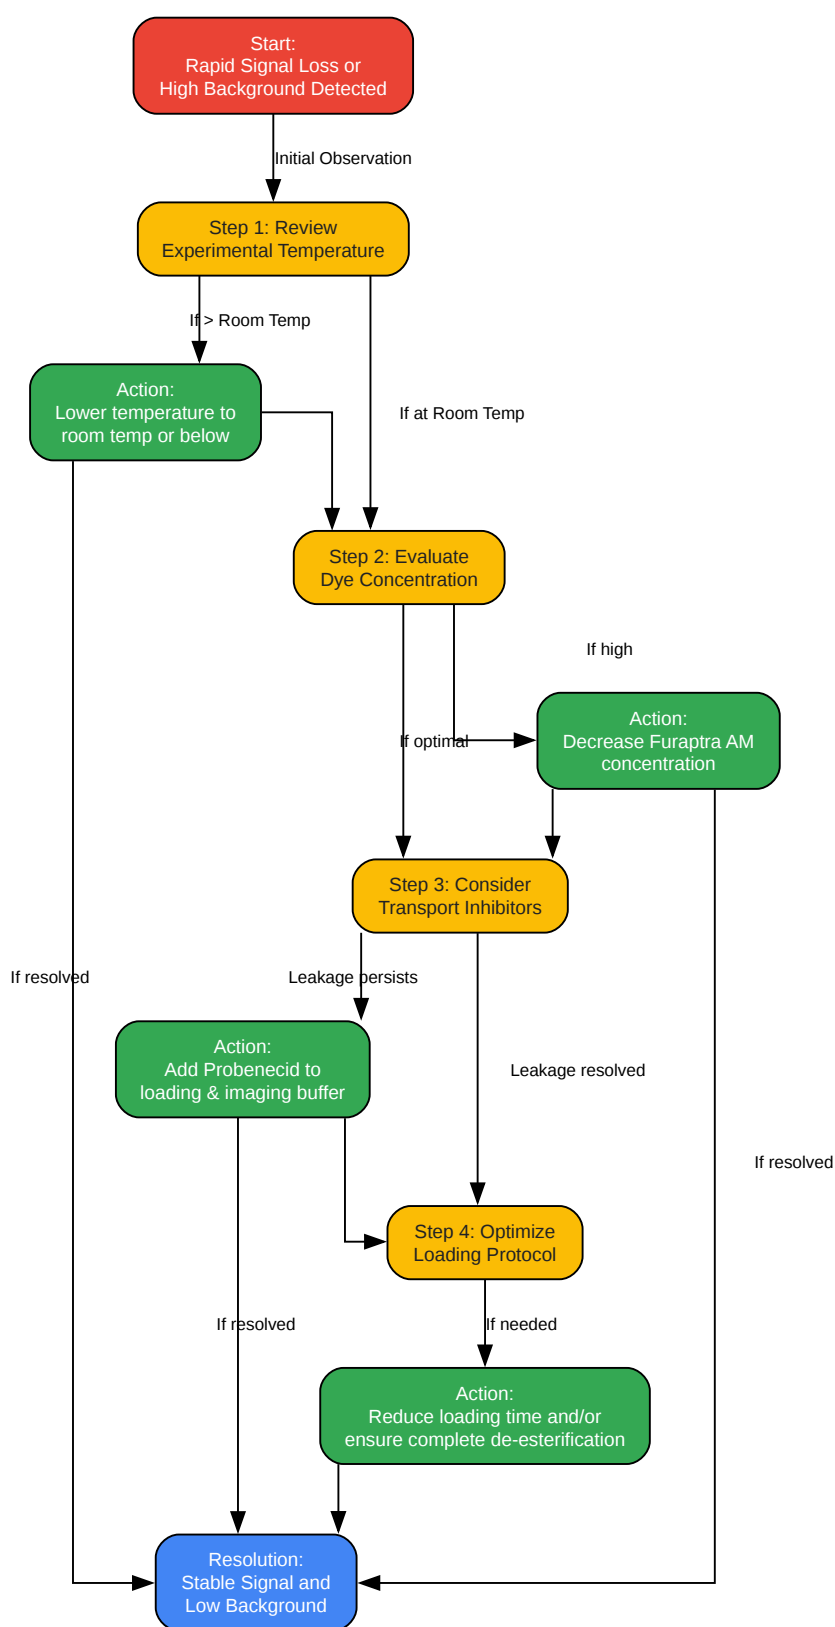 Start:
Rapid Signal Loss or
High Background Detected
Initial Observation
Step 1: Review
Experimental Temperature
If > Room Temp
Action:
Lower temperature to
room temp or below
If at Room Temp
Step 2: Evaluate
Dye Concentration
If high
Action:
Decrease Furaptra AM
concentration
If optimal
Step 3: Consider
Transport Inhibitors
If resolved
Leakage persists
Action:
Add Probenecid to
loading & imaging buffer
Leakage resolved
If resolved
Step 4: Optimize
Loading Protocol
If resolved
If needed
Action:
Reduce loading time and/or
ensure complete de-esterification
Resolution:
Stable Signal and
Low Background